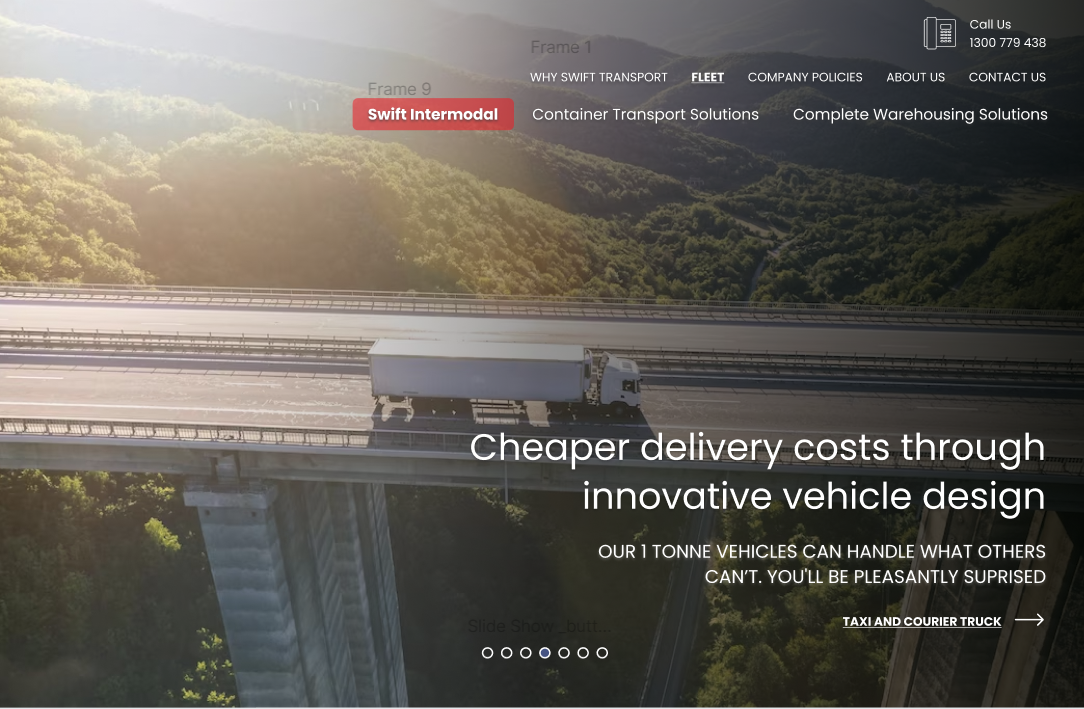 Call Us
1300 779 438
Frame 1
WHY SWIFT TRANSPORT FLEET COMPANY POLICIES ABOUT US CONTACT US
Frame 9
Swift Intermodal Container Transport Solutions Complete Warehousing Solutions
Cheaper delivery costs through
innovative vehicle design
OUR 1 TONNE VEHICLES CAN HANDLE WHAT OTHERS
CAN'T. YOU'LL BE PLEASANTLY SUPRISED
TAXI AND COURIER TRUCK
Slide Show_butt...